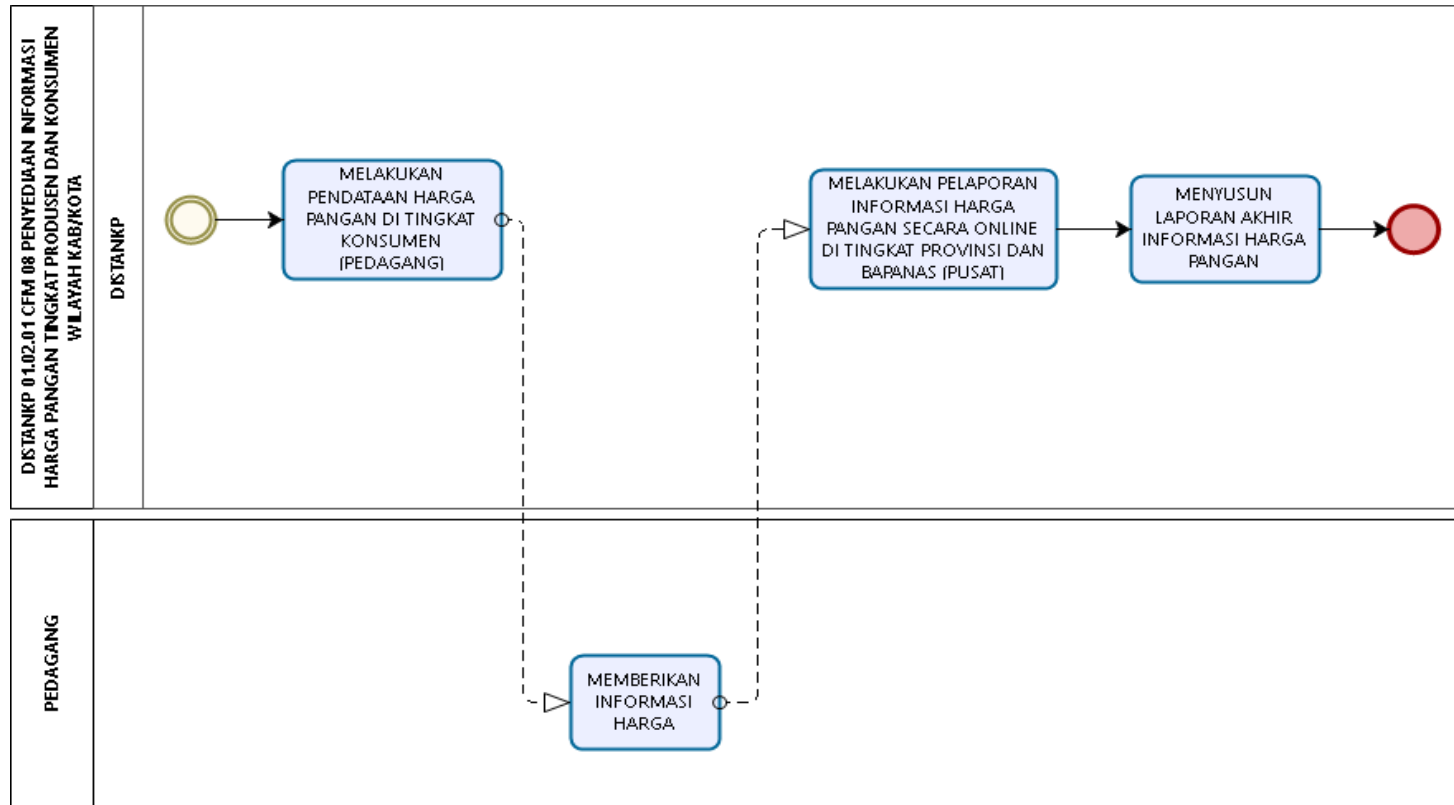 DISTANKP 01.02.01 CFM 08 PENYEDIAAN INFORMASI
HARGA PANGAN TINGKAT PRODUSEN DAN KONSUMEN
WILAYAH KAB/KOTA
DISTANKP
MELAKUKAN
PENDATAAN HARGA
PANGAN DI TINGKAT
KONSUMEN
(PEDAGANG)
MELAKUKAN PELAPORAN
INFORMASI HARGA
PANGAN SECARA ONLINE
DI TINGKAT PROVINSI DAN
BAPANAS (PUSAT)
MENYUSUN
LAPORAN AKHIR
INFORMASI HARGA
PANGAN
PEDAGANG
MEMBERIKAN
INFORMASI
HARGA